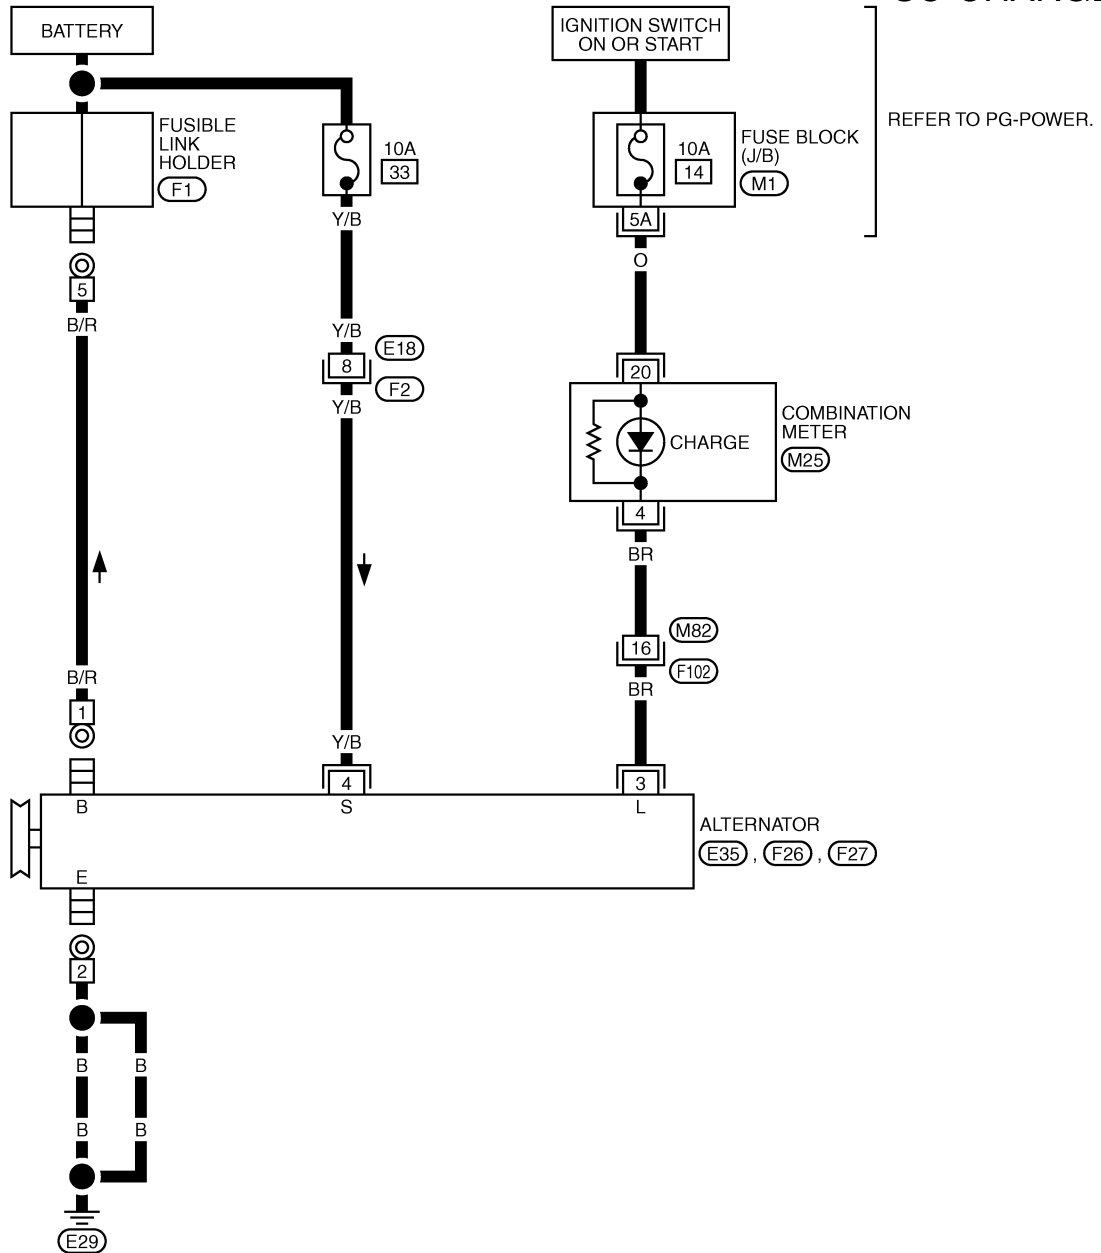 BATTERY
IGNITION SWITCH
ON OR START
REFER TO PG-POWER.
FUSIBLE
LINK
HOLDER
F1
10A
33
FUSE BLOCK
(J/B)
M1
10A
14
5A
Y/B
O
5
B/R
Y/B
E18
8
F2
Y/B
20
COMBINATION
METER
M25
CHARGE
4
BR
M82
16
F102
BR
B/R
1
Y/B
4
3
B
S
L
ALTERNATOR
E35 , F26 , F27
E
2
B
B
B
B
E29